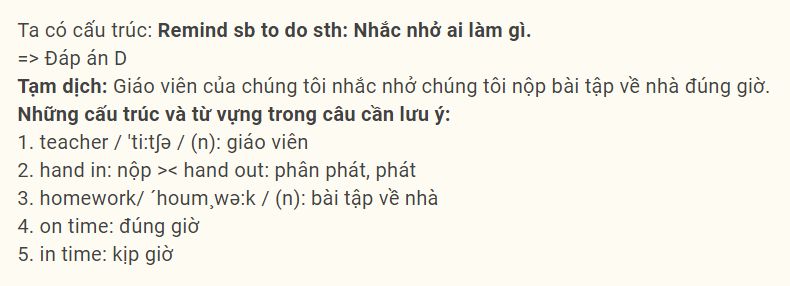 Ta có cấu trúc: Remind sb to do sth: Nhắc nhở ai làm gì.
=> Đáp án D
Tạm dịch: Giáo viên của chúng tôi nhắc nhở chúng tôi nộp bài tập về nhà đúng giờ.
Những cấu trúc và từ vựng trong câu cần lưu ý:
1. teacher / 'ti:t∫ə / (n): giáo viên
2. hand in: nộp >< hand out: phân phát, phát
3. homework/ ´houm¸wə:k / (n): bài tập về nhà
4. on time: đúng giờ
5. in time: kịp giờ